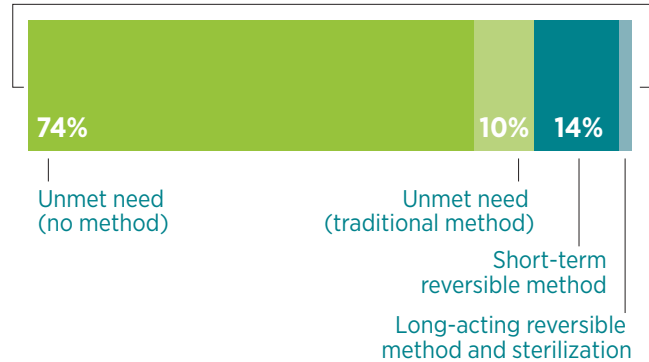 74%
10%
14%
Unmet need
(no method)
Unmet need
(traditional method)
Short-term
reversible method
Long-acting reversible
method and sterilization